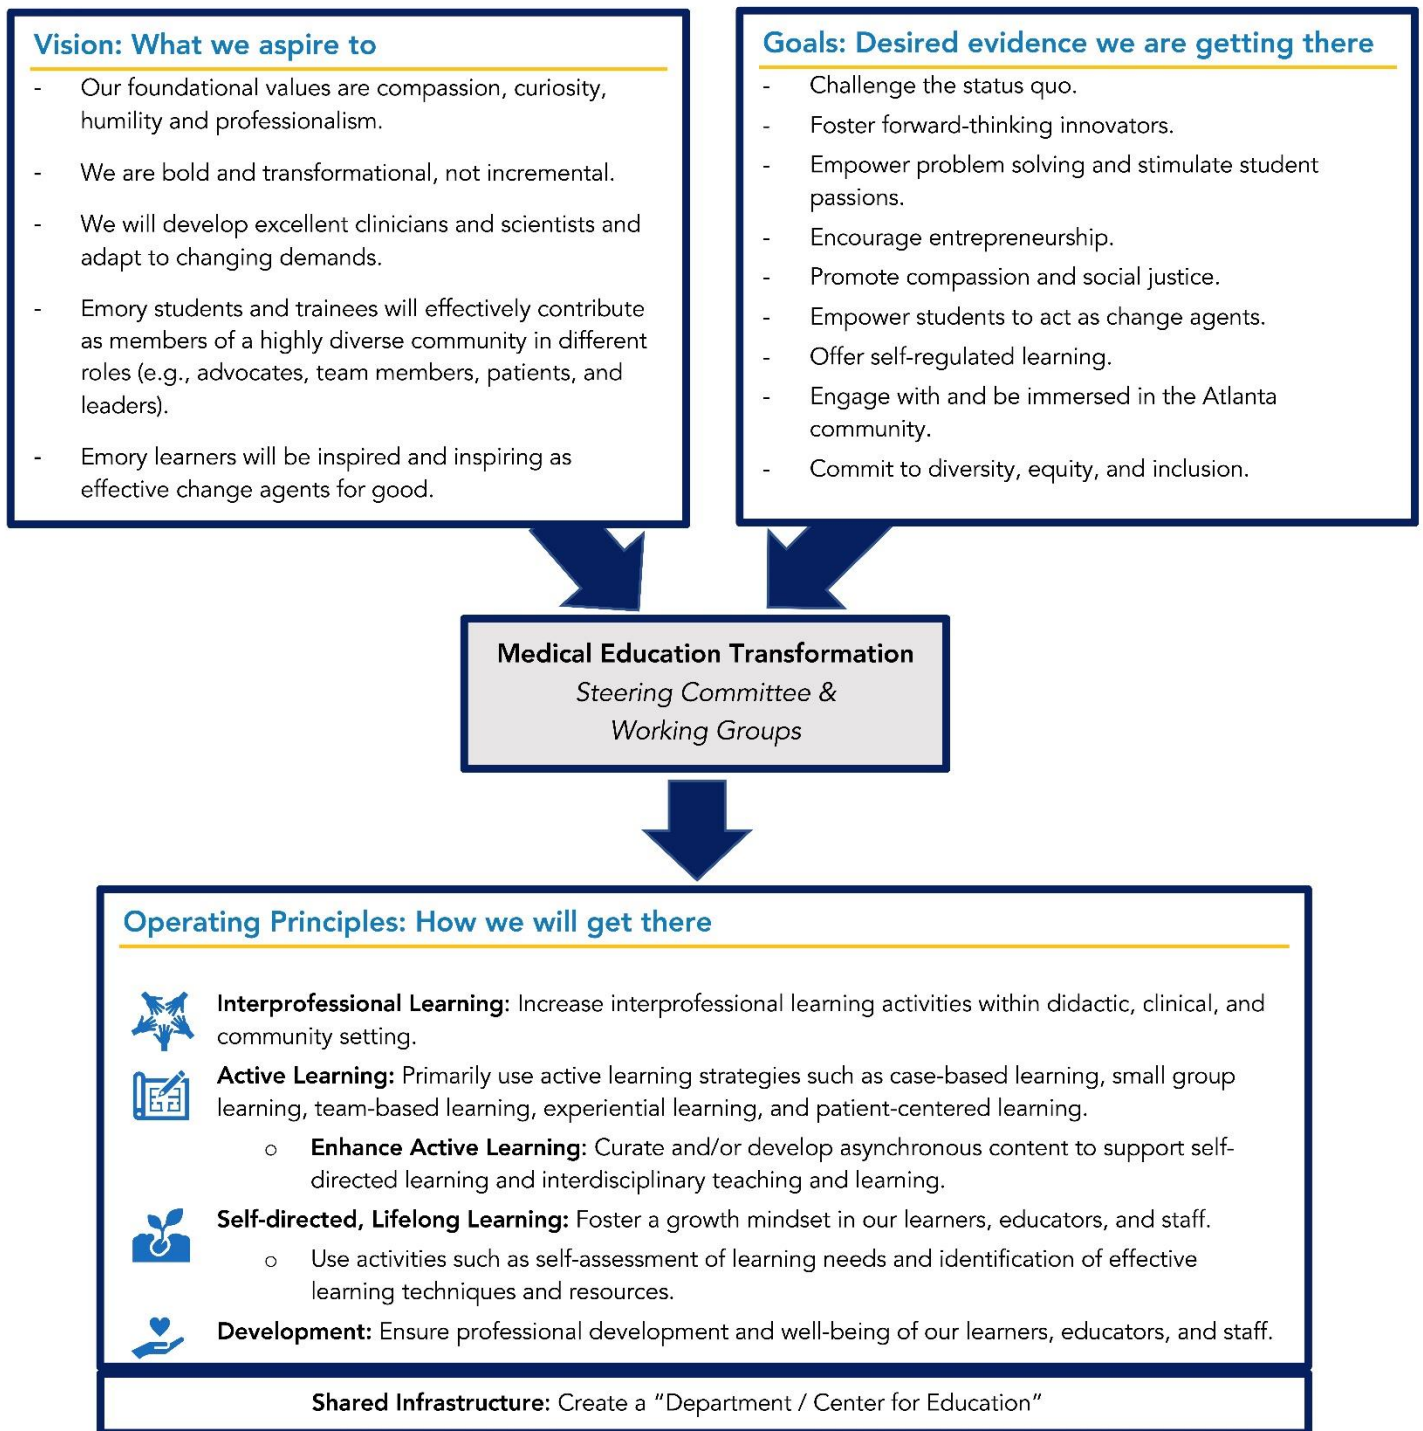 Vision: What we aspire to
- Our foundational values are compassion, curiosity,
humility and professionalism.
- We are bold and transformational, not incremental.
- We will develop excellent clinicians and scientists and
adapt to changing demands.
- Emory students and trainees will effectively contribute
as members of a highly diverse community in different
roles (e.g., advocates, team members, patients, and
leaders).
- Emory learners will be inspired and inspiring as
effective change agents for good.
Goals: Desired evidence we are getting there
- Challenge the status quo.
- Foster forward-thinking innovators.
- Empower problem solving and stimulate student
passions.
- Encourage entrepreneurship.
- Promote compassion and social justice.
- Empower students to act as change agents.
- Offer self-regulated learning.
- Engage with and be immersed in the Atlanta
community.
- Commit to diversity, equity, and inclusion.
Medical Education Transformation
Steering Committee &
Working Groups
Operating Principles: How we will get there
Interprofessional Learning: Increase interprofessional learning activities within didactic, clinical, and
community setting.
Active Learning: Primarily use active learning strategies such as case-based learning, small group
learning, team-based learning, experiential learning, and patient-centered learning.
o Enhance Active Learning: Curate and/or develop asynchronous content to support self-
directed learning and interdisciplinary teaching and learning.
Self-directed, Lifelong Learning: Foster a growth mindset in our learners, educators, and staff.
o Use activities such as self-assessment of learning needs and identification of effective
learning techniques and resources.
Development: Ensure professional development and well-being of our learners, educators, and staff.
Shared Infrastructure: Create a "Department / Center for Education"